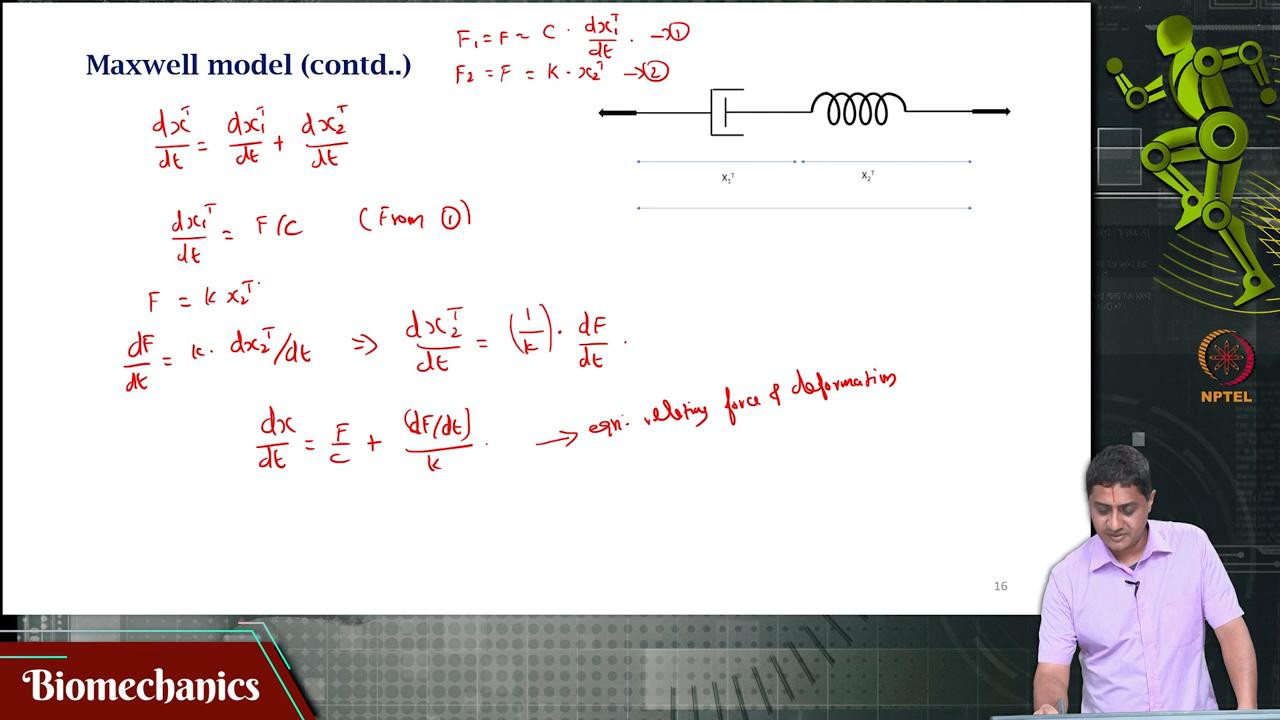 F₁ = F = C · dx₁ᵀ/dt . → ①
F₂ = F = K · x₂ᵀ → ②
Maxwell model (contd..)
dxᵀ/dt = dx₁ᵀ/dt + dx₂ᵀ/dt
X₁ᵀ X₂ᵀ
dx₁ᵀ/dt = F/C (From ①)
F = K x₂ᵀ
dF/dt = K · dx₂ᵀ/dt ⇒ dx₂ᵀ/dt = (1/K) · dF/dt .
dx/dt = F/C + (dF/dt)/K . → eqn. relating force & deformation
NPTEL
16
Biomechanics